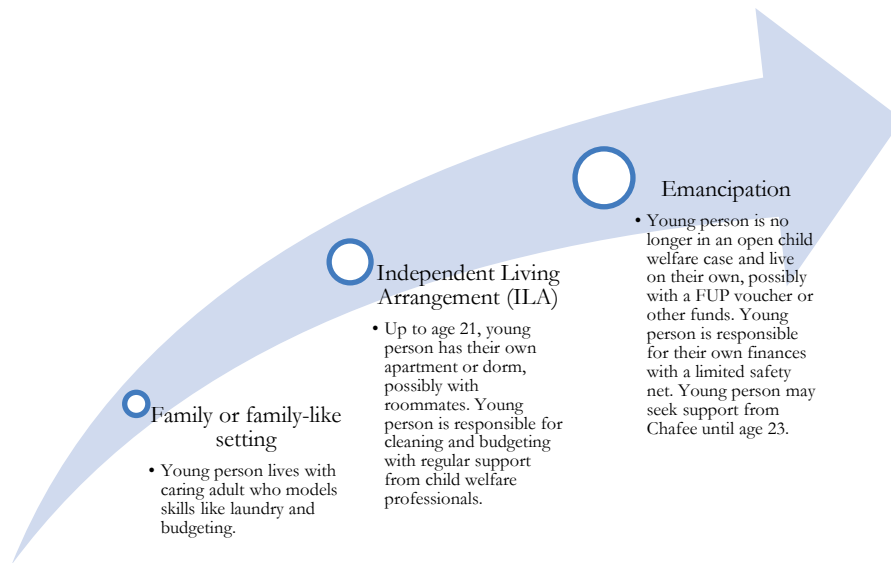 Family or family-like
setting
• Young person lives with
caring adult who models
skills like laundry and
budgeting.
Independent Living
Arrangement (ILA)
• Up to age 21, young
person has their own
apartment or dorm,
possibly with
roommates. Young
person is responsible for
cleaning and budgeting
with regular support
from child welfare
professionals.
Emancipation
• Young person is no
longer in an open child
welfare case and live
on their own, possibly
with a FUP voucher or
other funds. Young
person is responsible
for their own finances
with a limited safety
net. Young person may
seek support from
Chafee until age 23.